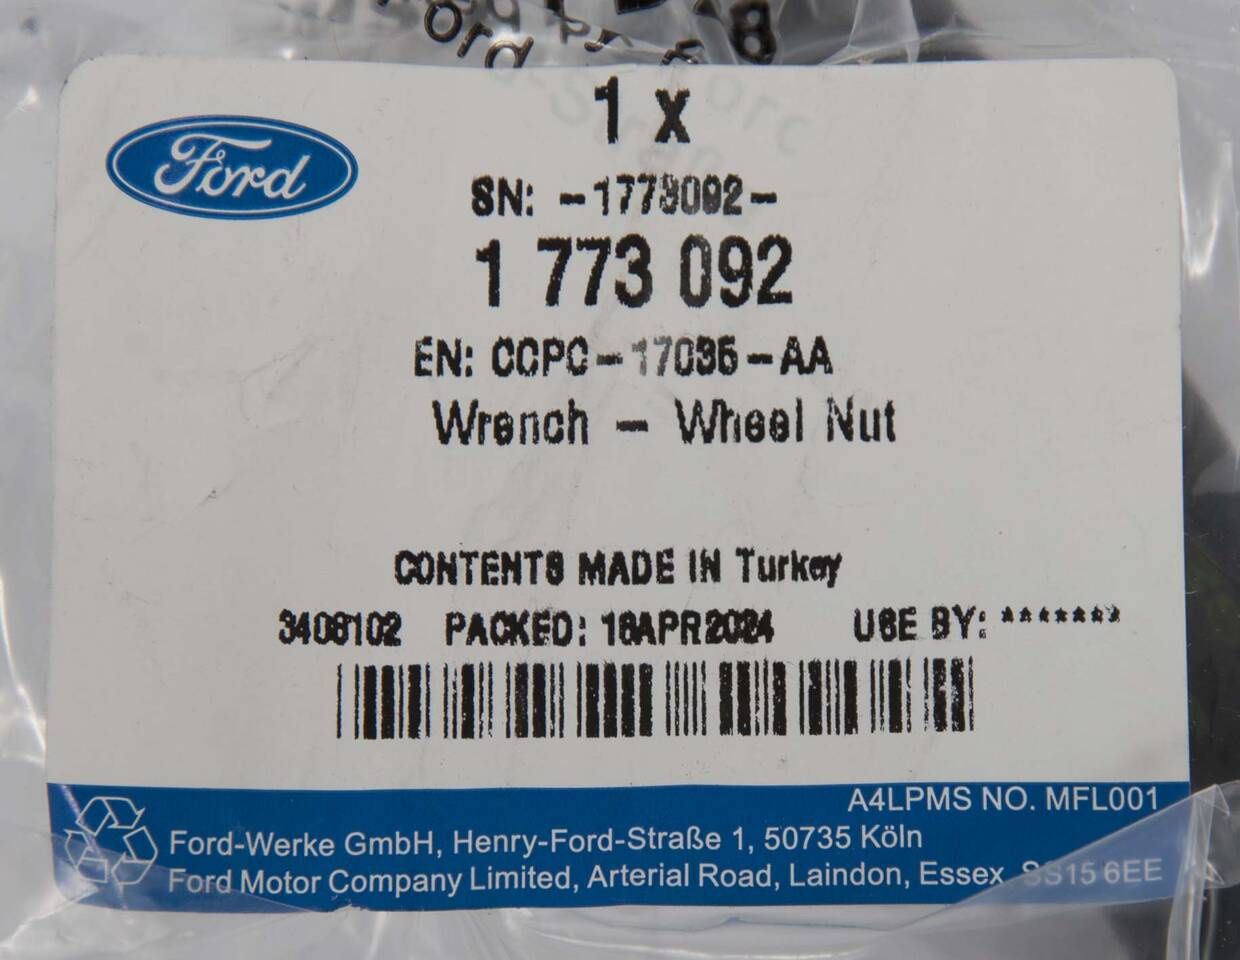 1 x
Ford
SN: -1773092-
1 773 092
EN: CCPC-17035-AA
Wrench - Wheel Nut
CONTENTS MADE IN Turkey
3406102 PACKED: 16APR2024 USE BY: *******
A4LPMS NO. MFL001
Ford-Werke GmbH, Henry-Ford-Straße 1, 50735 Köln
Ford Motor Company Limited, Arterial Road, Laindon, Essex SS15 6EE